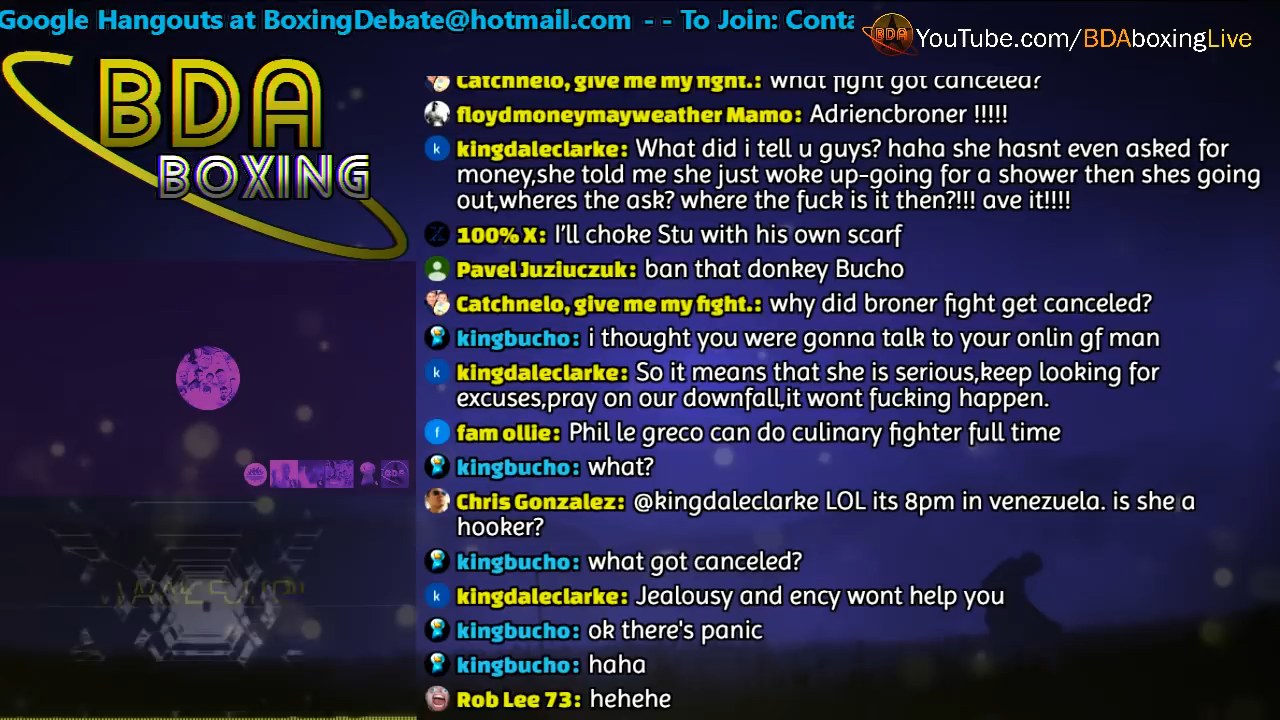 Google Hangouts at BoxingDebate@hotmail.com - - To Join: Conta
BDA
YouTube.com/BDAboxingLive
BDA
BOXING
Catchnelo, give me my fight.: what fight got canceled?
floydmoneymayweather Mamo: Adriencbroner !!!!!
k
kingdaleclarke: What did i tell u guys? haha she hasnt even asked for
money,she told me she just woke up-going for a shower then shes going
out,wheres the ask? where the fuck is it then?!!! ave it!!!!
100% X: I'll choke Stu with his own scarf
Pavel Juziuczuk: ban that donkey Bucho
Catchnelo, give me my fight.: why did broner fight get canceled?
kingbucho: i thought you were gonna talk to your onlin gf man
k
kingdaleclarke: So it means that she is serious,keep looking for
excuses,pray on our downfall,it wont fucking happen.
f
fam ollie: Phil le greco can do culinary fighter full time
kingbucho: what?
Chris Gonzalez: @kingdaleclarke LOL its 8pm in venezuela. is she a
hooker?
kingbucho: what got canceled?
k
kingdaleclarke: Jealousy and ency wont help you
kingbucho: ok there's panic
kingbucho: haha
Rob Lee 73: hehehe